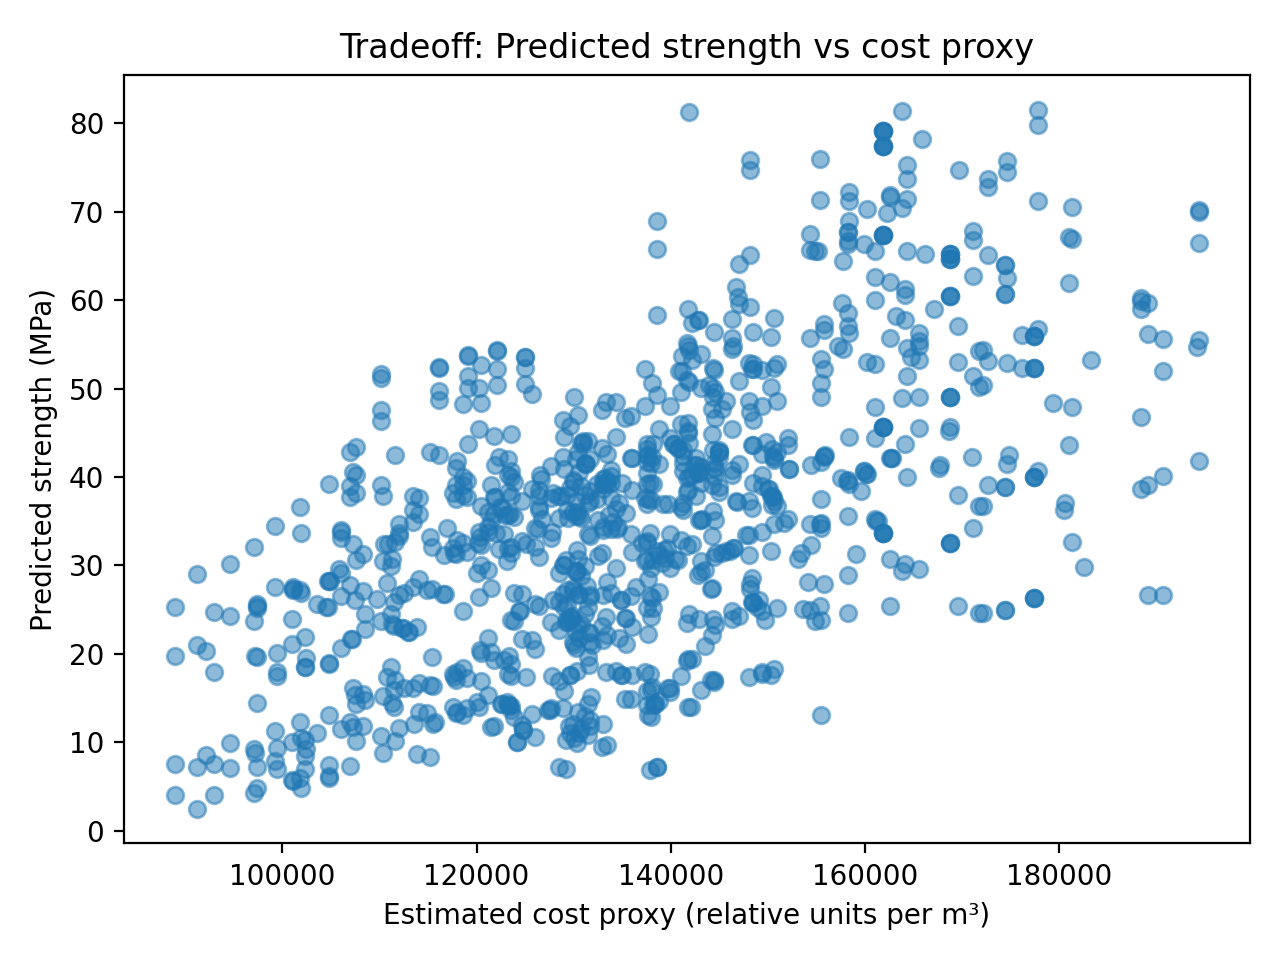 Tradeoff: Predicted strength vs cost proxy
Predicted strength (MPa)
80
70
60
50
40
30
20
10
0
100000 120000 140000 160000 180000
Estimated cost proxy (relative units per m³)